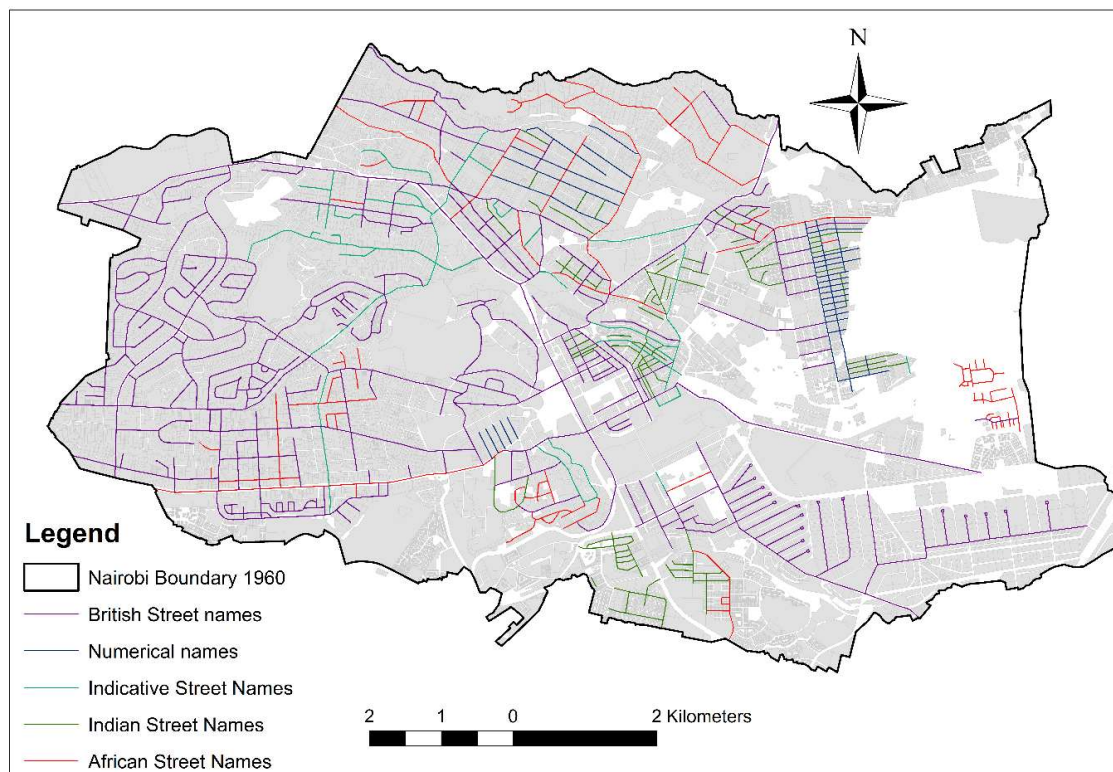 N
Legend
Nairobi Boundary 1960
British Street names
Numerical names
Indicative Street Names
Indian Street Names
African Street Names
2 1 0 2 Kilometers